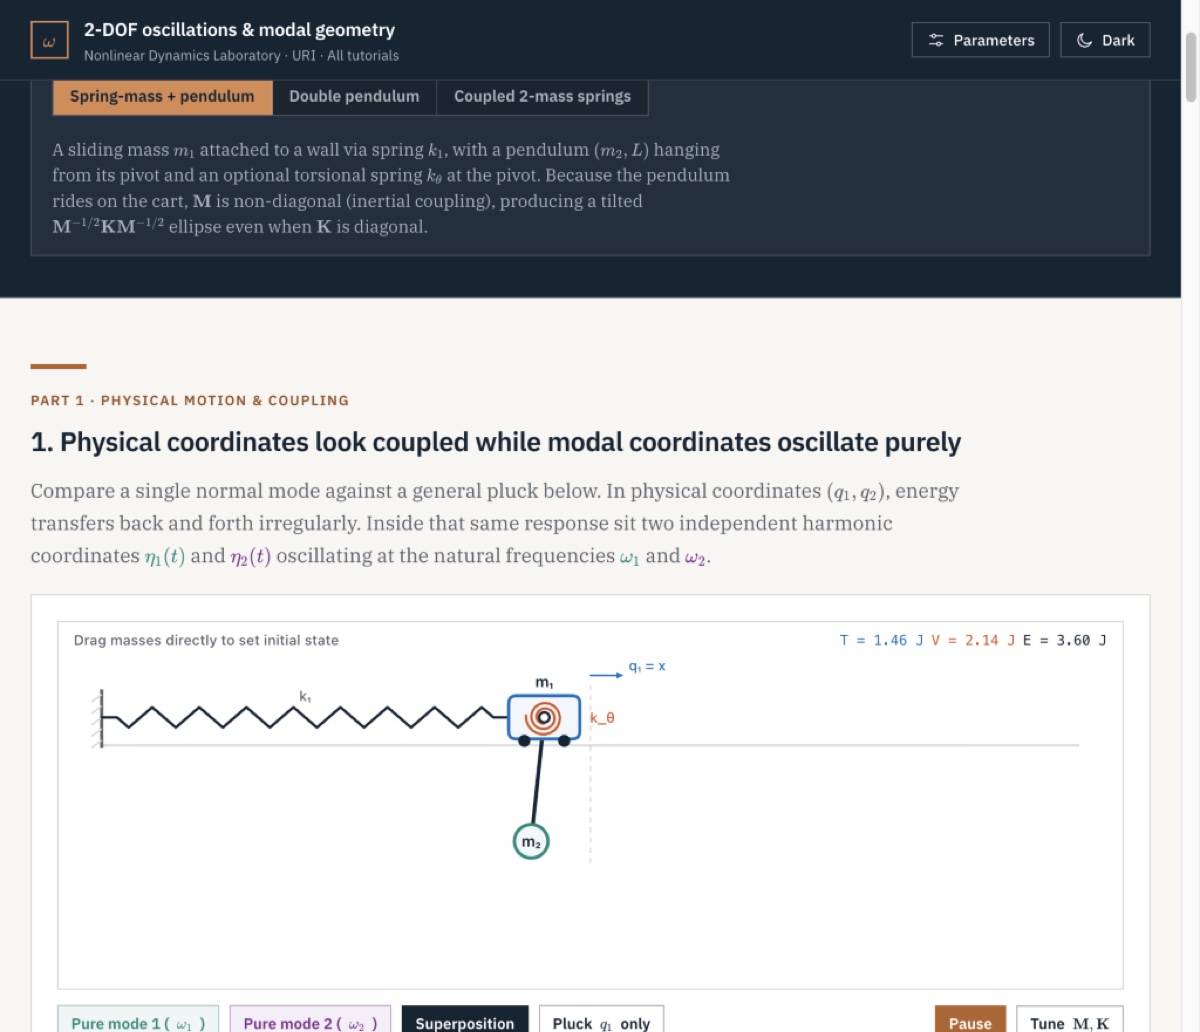 ω
2-DOF oscillations & modal geometry
Nonlinear Dynamics Laboratory · URI · All tutorials
Parameters
Dark
Spring-mass + pendulum
Double pendulum
Coupled 2-mass springs
A sliding mass m₁ attached to a wall via spring k₁, with a pendulum (m₂, L) hanging
from its pivot and an optional torsional spring k_θ at the pivot. Because the pendulum
rides on the cart, M is non-diagonal (inertial coupling), producing a tilted
M⁻¹/²KM⁻¹/² ellipse even when K is diagonal.
PART 1 · PHYSICAL MOTION & COUPLING
1. Physical coordinates look coupled while modal coordinates oscillate purely
Compare a single normal mode against a general pluck below. In physical coordinates (q₁, q₂), energy
transfers back and forth irregularly. Inside that same response sit two independent harmonic
coordinates η₁(t) and η₂(t) oscillating at the natural frequencies ω₁ and ω₂.
Drag masses directly to set initial state
T = 1.46 J V = 2.14 J E = 3.60 J
q₁ = x
m₁
k₁
k_θ
m₂
Pure mode 1 ( ω₁ )
Pure mode 2 ( ω₂ )
Superposition
Pluck q₁ only
Pause
Tune M, K